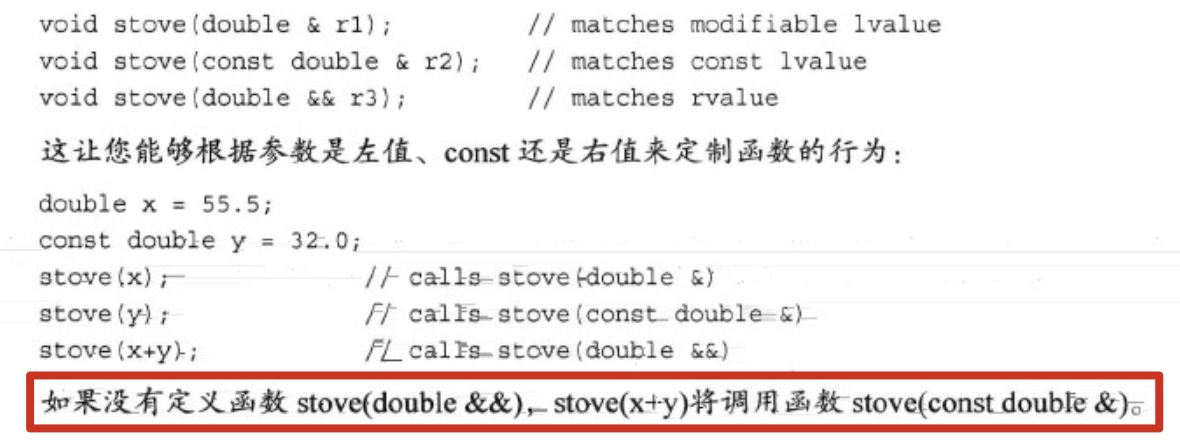 void stove(double & r1); // matches modifiable lvalue
void stove(const double & r2); // matches const lvalue
void stove(double && r3); // matches rvalue
这让您能够根据参数是左值、const 还是右值来定制函数的行为：
double x = 55.5;
const double y = 32.0;
stove(x); // calls stove(double &)
stove(y); // calls stove(const double &)
stove(x+y); // calls stove(double &&)
如果没有定义函数 stove(double &&)，stove(x+y)将调用函数 stove(const double &)。